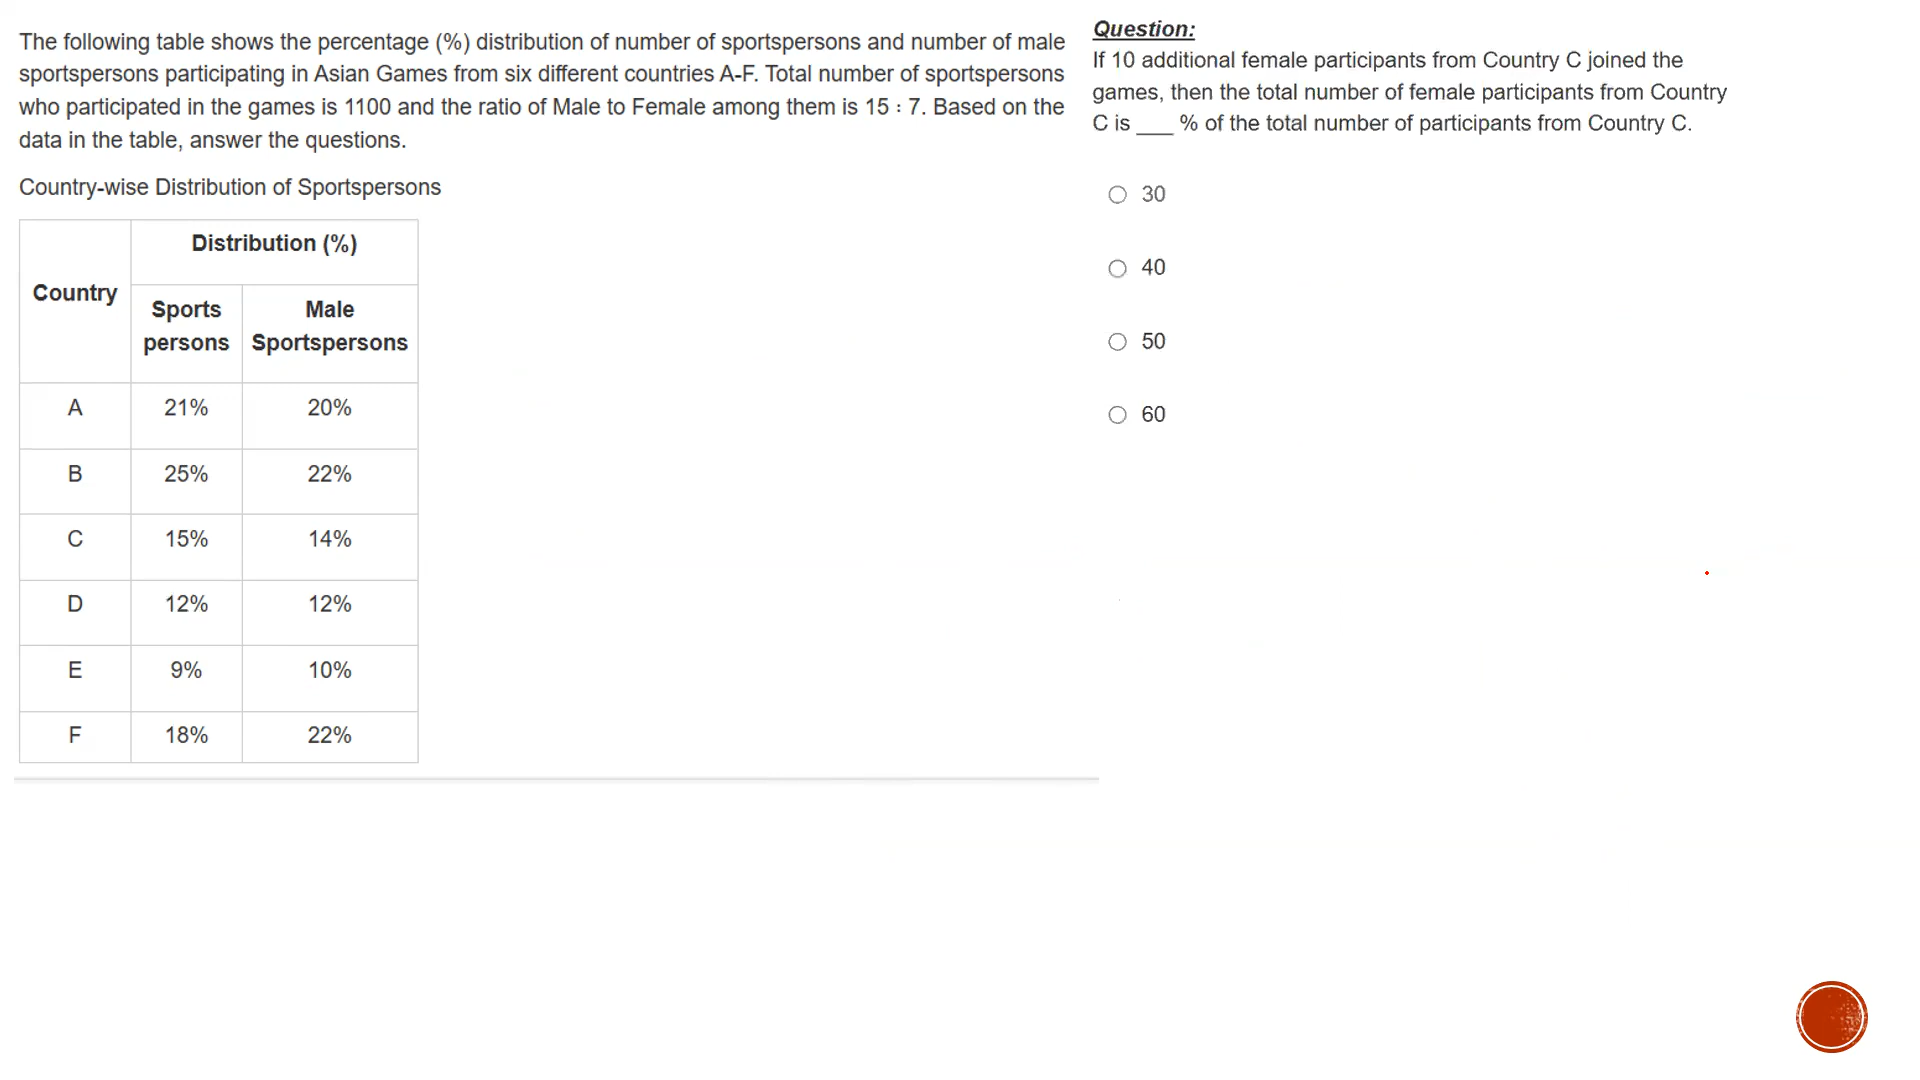 The following table shows the percentage (%) distribution of number of sportspersons and number of male
sportspersons participating in Asian Games from six different countries A-F. Total number of sportspersons
who participated in the games is 1100 and the ratio of Male to Female among them is 15 : 7. Based on the
data in the table, answer the questions.
Country-wise Distribution of Sportspersons
Country
Distribution (%)
Sports
persons
Male
Sportspersons
A 21% 20%
B 25% 22%
C 15% 14%
D 12% 12%
E 9% 10%
F 18% 22%
Question:
If 10 additional female participants from Country C joined the
games, then the total number of female participants from Country
C is ___ % of the total number of participants from Country C.
30
40
50
60